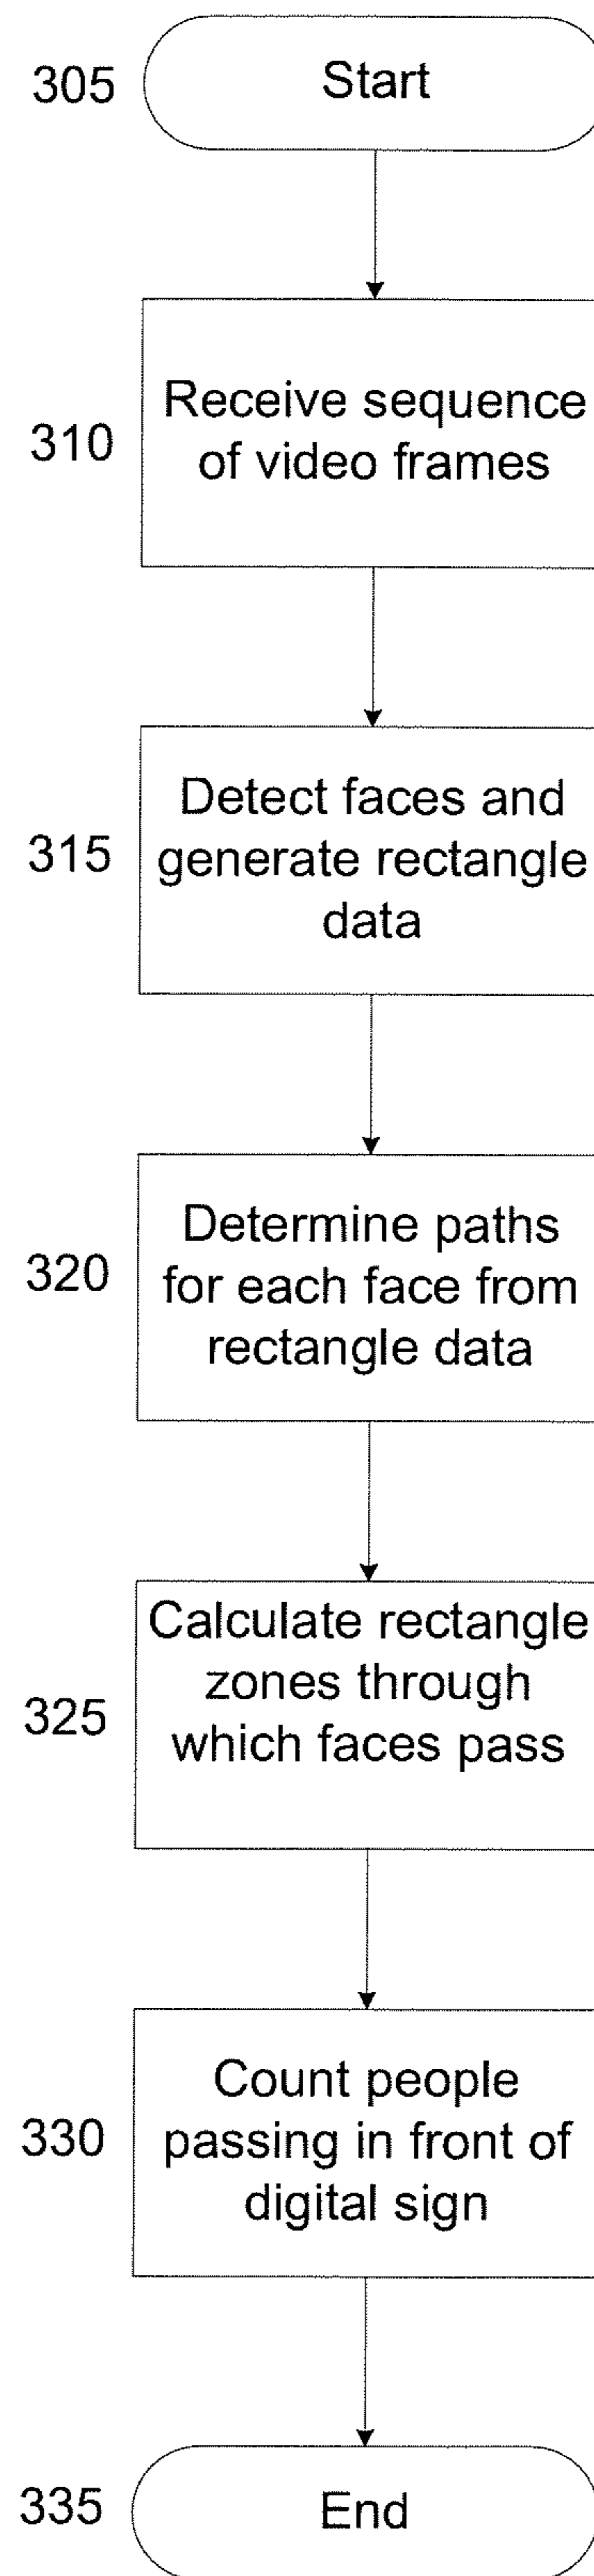 305
Start
310
Receive sequence
of video frames
315
Detect faces and
generate rectangle
data
320
Determine paths
for each face from
rectangle data
325
Calculate rectangle
zones through
which faces pass
330
Count people
passing in front of
digital sign
335
End